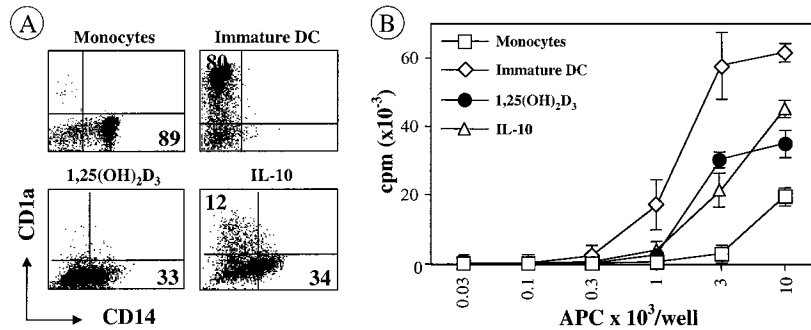 A
Monocytes
Immature DC
89
80
1,25(OH)₂D₃
IL-10
33
12
34
CD1a
CD14
B
cpm (x10⁻³)
60
40
20
0
Monocytes
Immature DC
1,25(OH)₂D₃
IL-10
0.03
0.1
0.3
1
3
10
APC x 10³/well